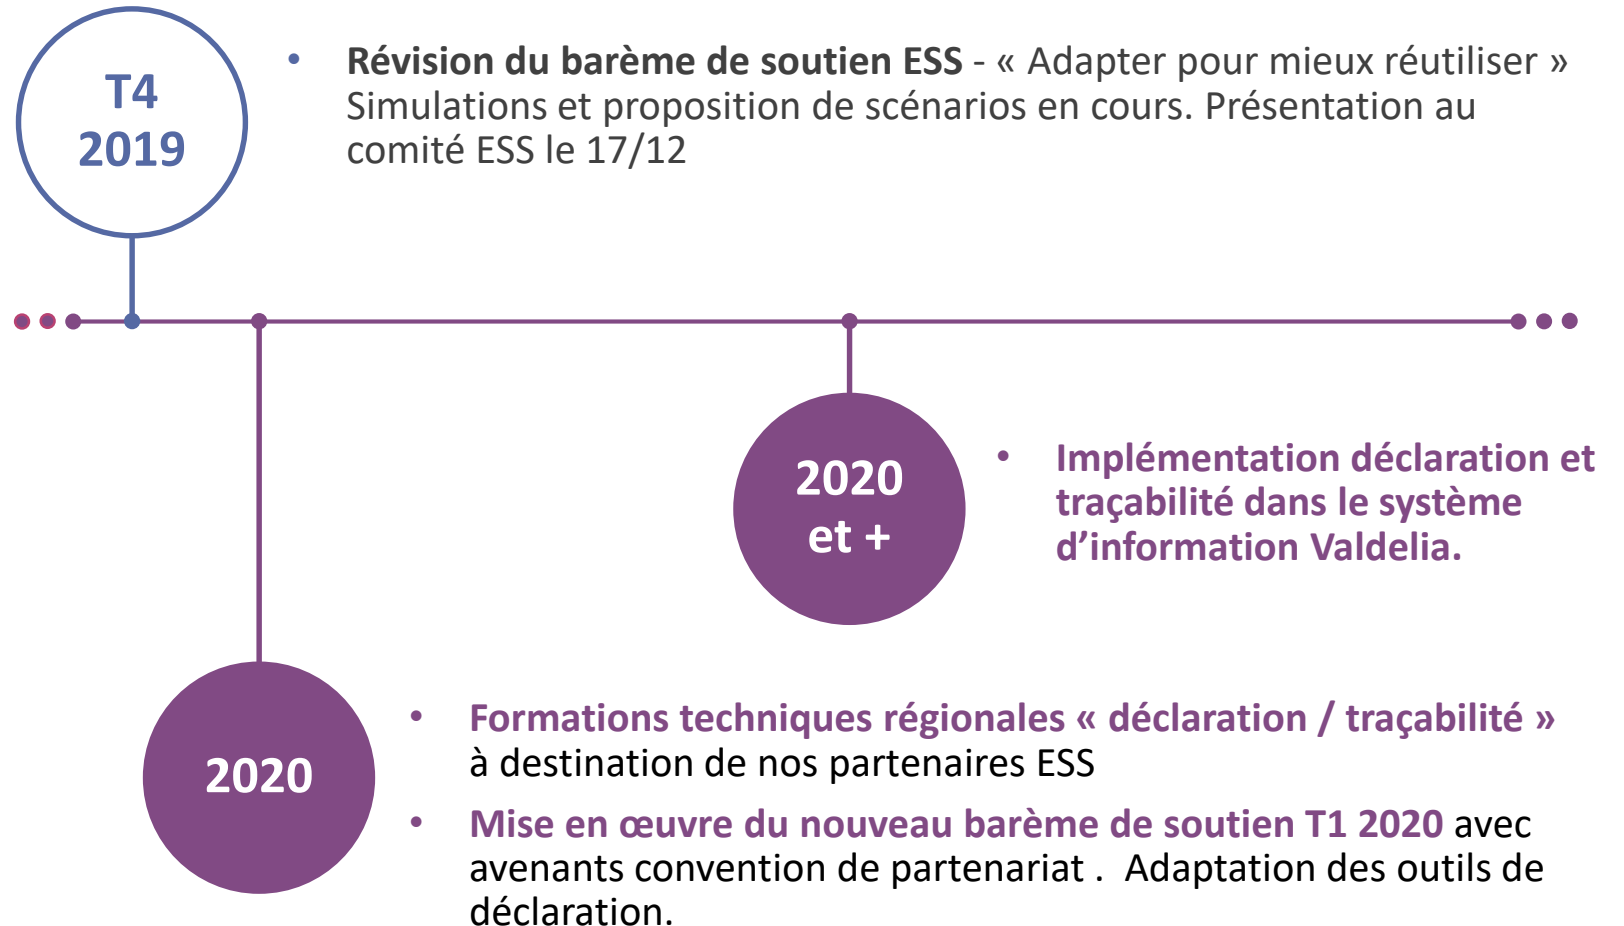 T4
2019
• Révision du barème de soutien ESS - « Adapter pour mieux réutiliser »
Simulations et proposition de scénarios en cours. Présentation au
comité ESS le 17/12
2020
et +
• Implémentation déclaration et
traçabilité dans le système
d’information Valdelia.
2020
• Formations techniques régionales « déclaration / traçabilité »
à destination de nos partenaires ESS
• Mise en œuvre du nouveau barème de soutien T1 2020 avec
avenants convention de partenariat .  Adaptation des outils de
déclaration.